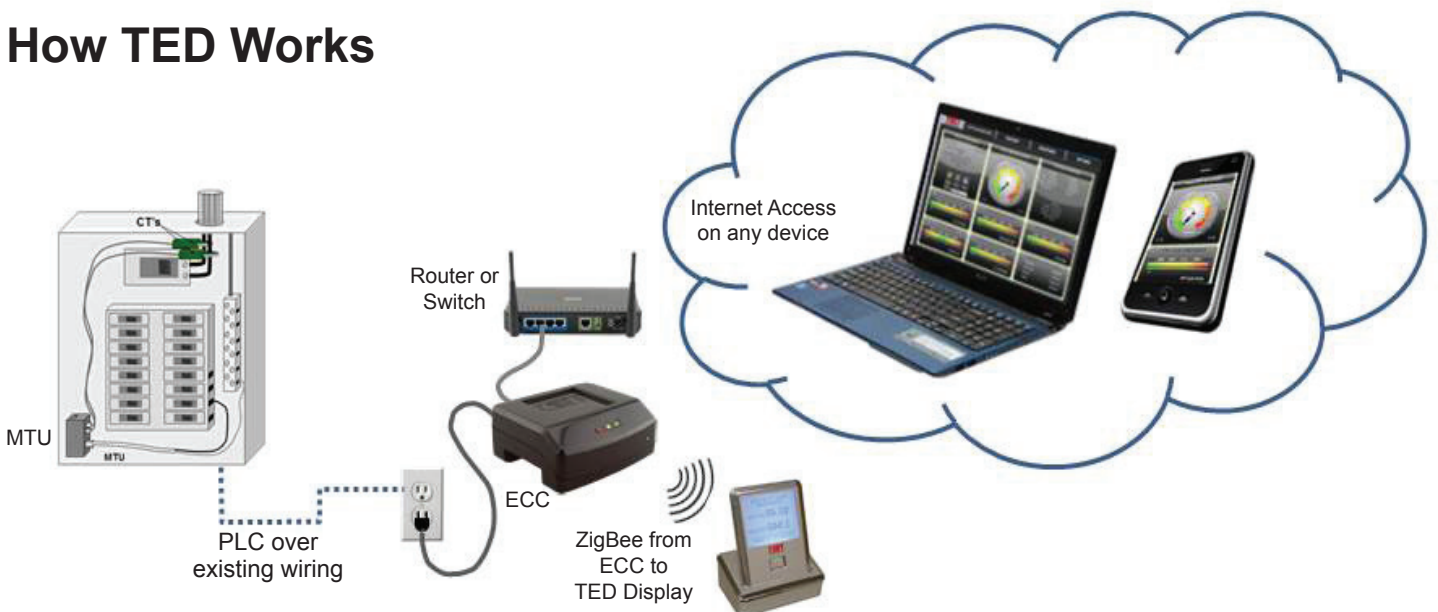 How TED Works
CT's
MTU
MTU
PLC over
existing wiring
Router or
Switch
ECC
ZigBee from
ECC to
TED Display
Internet Access
on any device